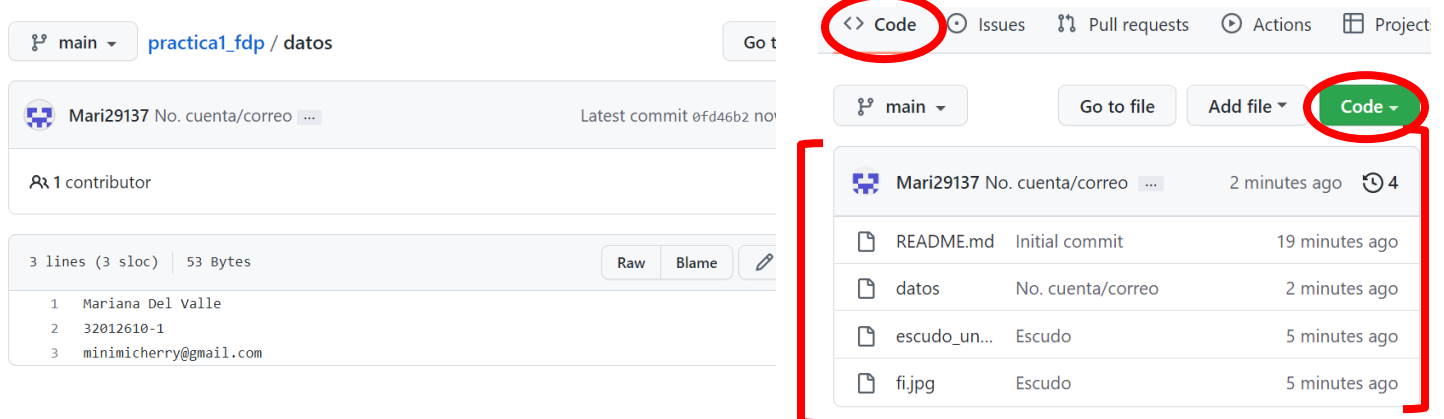 main
practica1_fdp / datos
Go t
Mari29137 No. cuenta/correo ...
Latest commit 0fd46b2 nov
1 contributor
3 lines (3 sloc) 53 Bytes
Raw Blame
1 Mariana Del Valle
2 32012610-1
3 minimicherry@gmail.com
Code Issues Pull requests Actions Projects
main Go to file Add file Code
Mari29137 No. cuenta/correo ... 2 minutes ago 4
README.md Initial commit 19 minutes ago
datos No. cuenta/correo 2 minutes ago
escudo_un... Escudo 5 minutes ago
fi.jpg Escudo 5 minutes ago